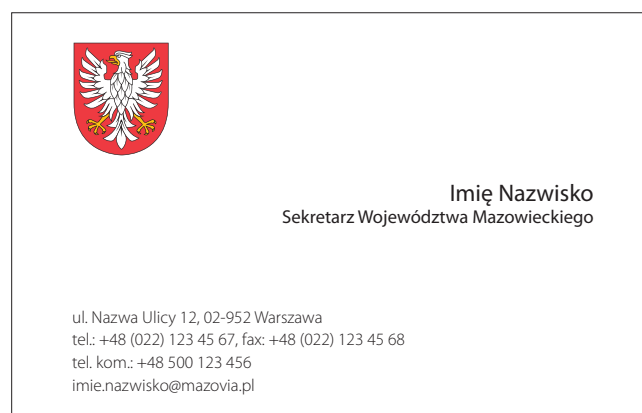 Imię Nazwisko
Sekretarz Województwa Mazowieckiego
ul. Nazwa Ulicy 12, 02-952 Warszawa
tel.: +48 (022) 123 45 67, fax: +48 (022) 123 45 68
tel. kom.: +48 500 123 456
imie.nazwisko@mazovia.pl